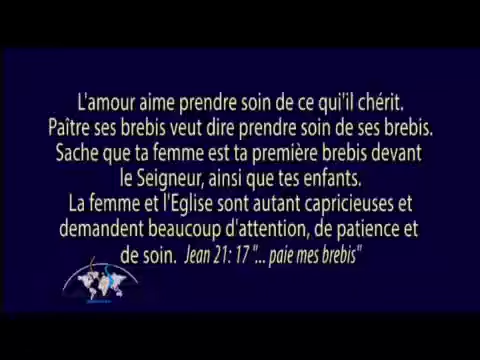 L'amour aime prendre soin de ce qui'il chérit.
Paître ses brebis veut dire prendre soin de ses brebis.
Sache que ta femme est ta première brebis devant
le Seigneur, ainsi que tes enfants.
La femme et l'Eglise sont autant capricieuses et
demandent beaucoup d'attention, de patience et
de soin. Jean 21: 17 "... paie mes brebis"